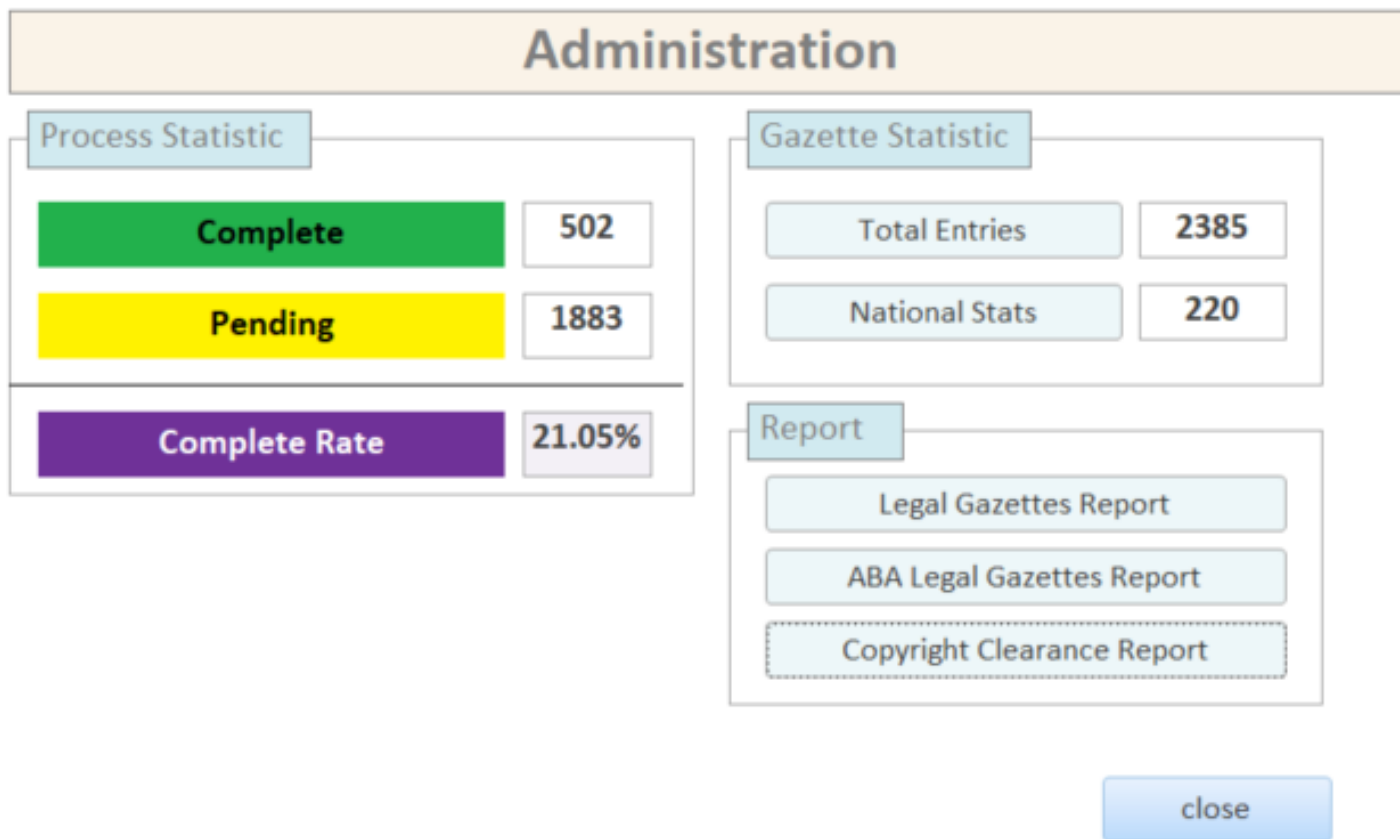 Administration
Process Statistic
Complete 502
Pending 1883
Complete Rate 21.05%
Gazette Statistic
Total Entries 2385
National Stats 220
Report
Legal Gazettes Report
ABA Legal Gazettes Report
Copyright Clearance Report
close